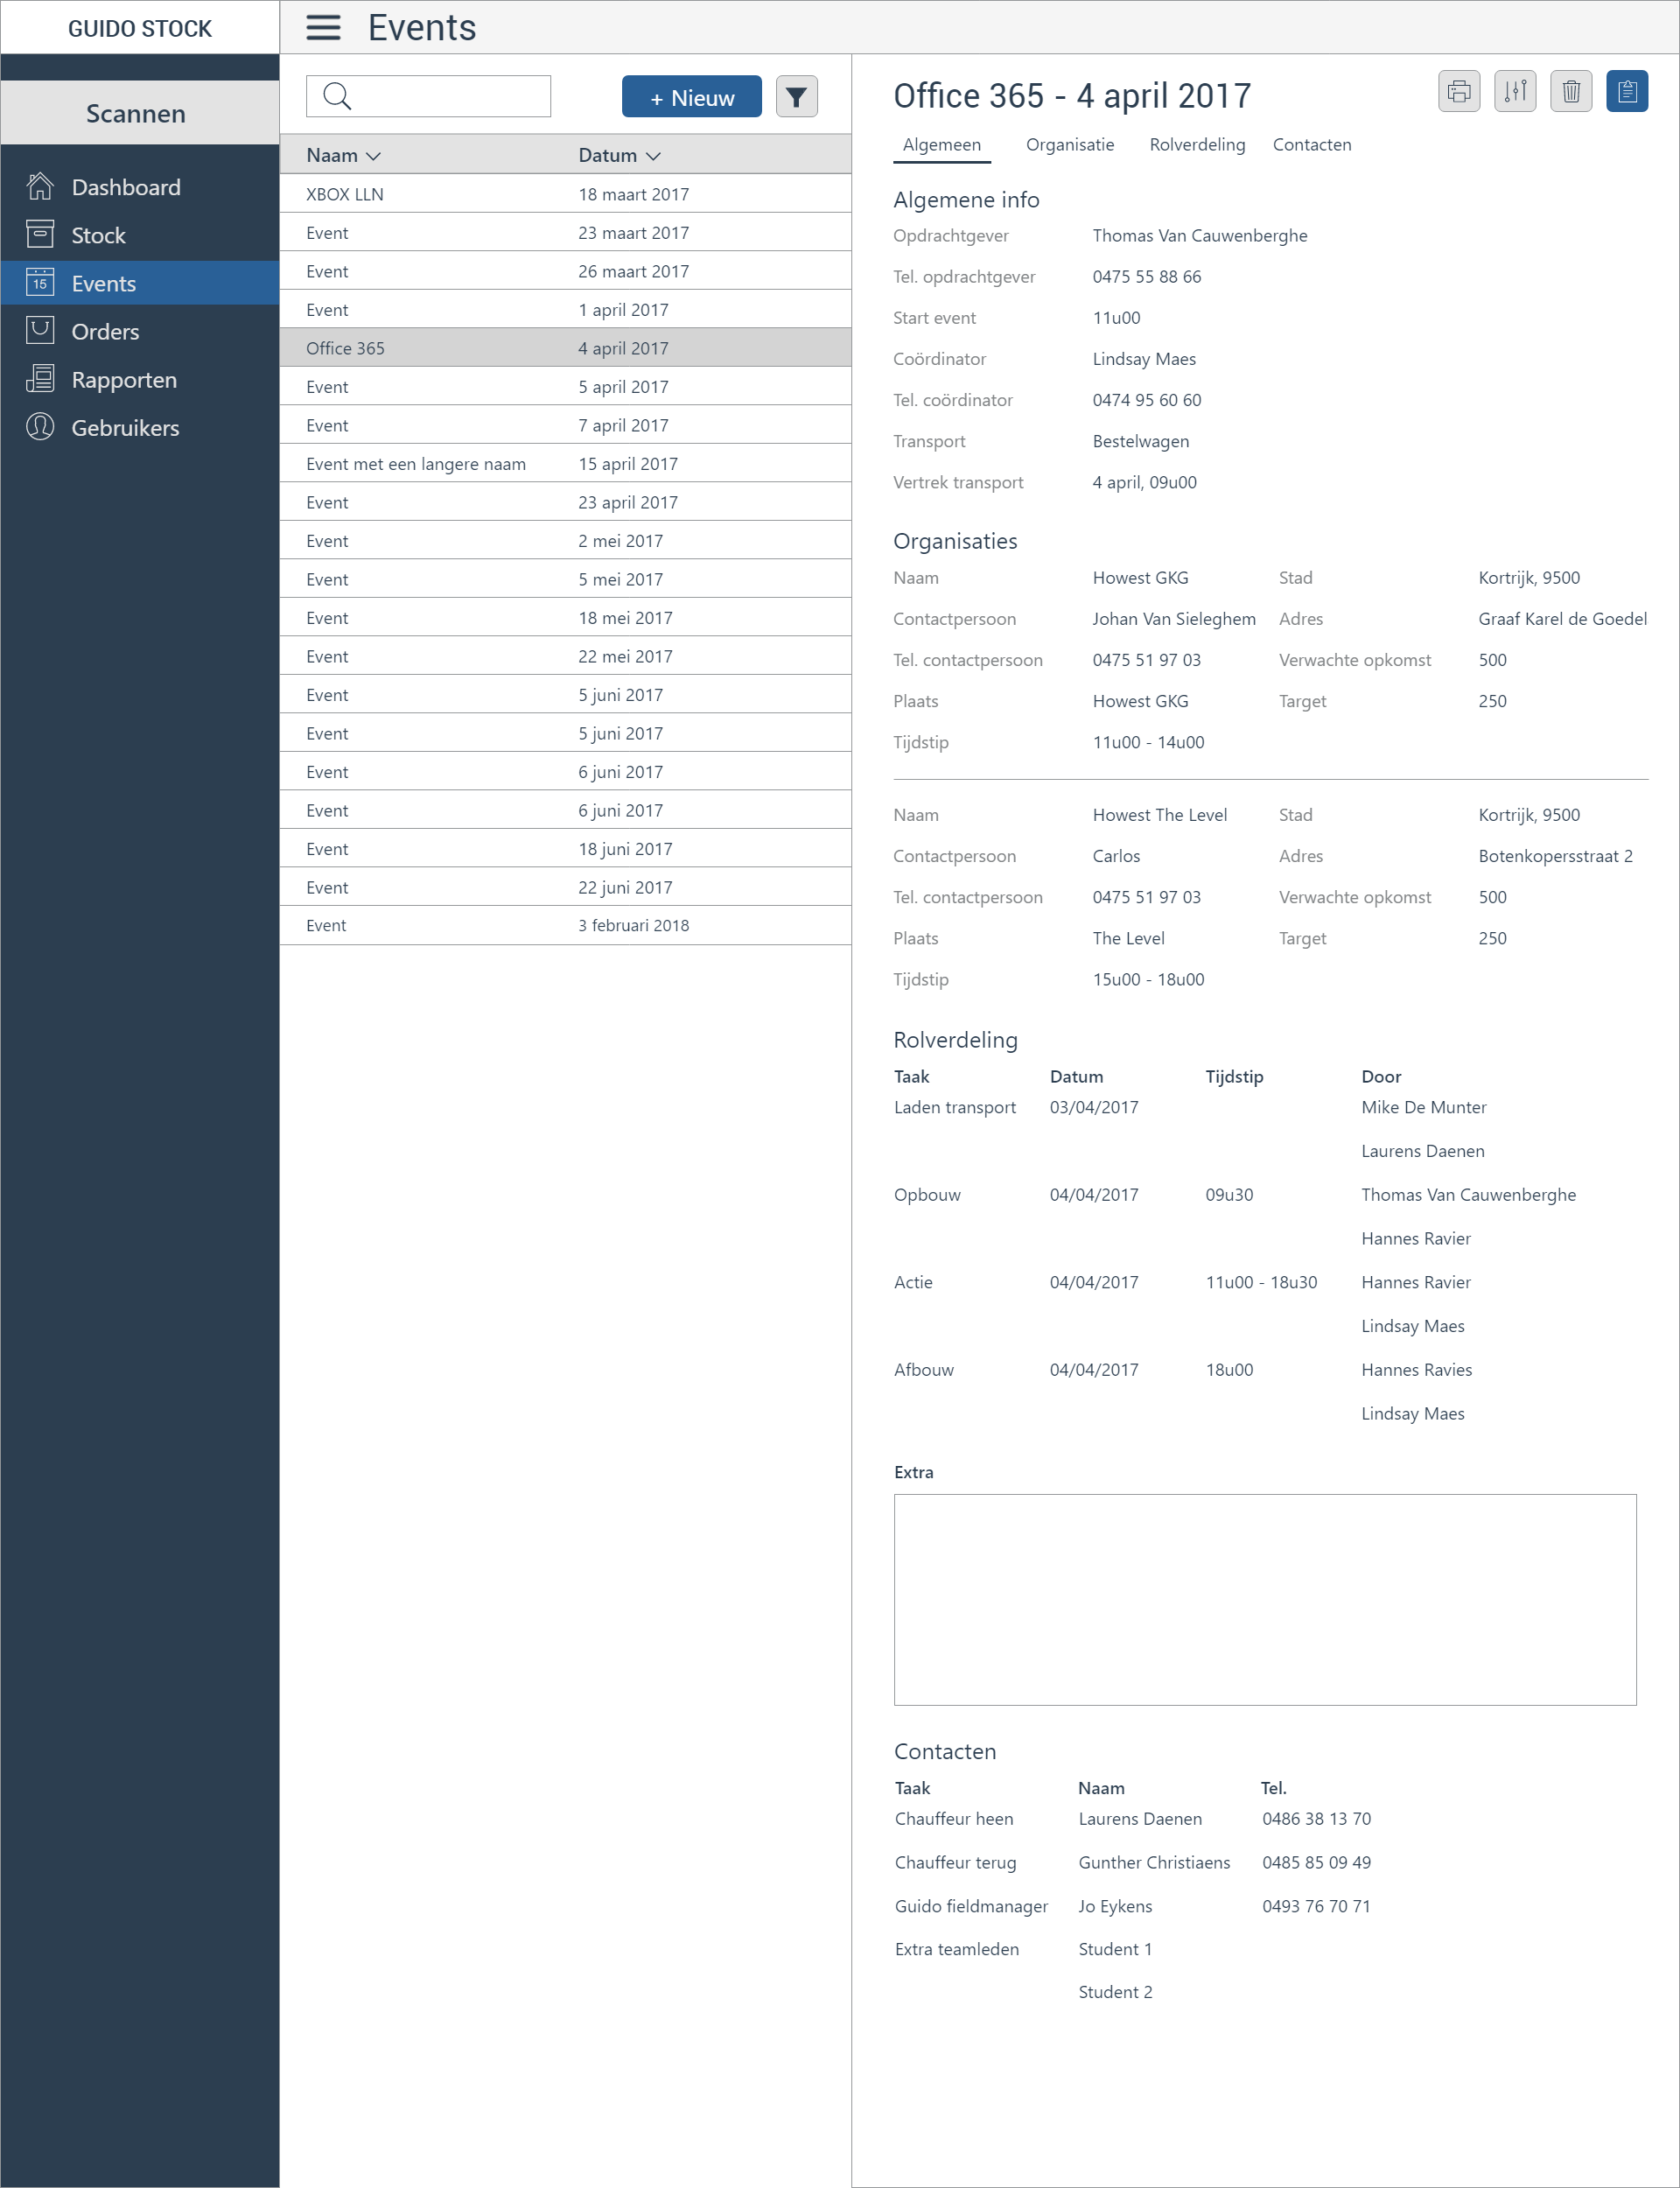 GUIDO STOCK
Events
Scannen
Dashboard
Stock
15
Events
Orders
Rapporten
Gebruikers
+ Nieuw
Naam Datum
XBOX LLN 18 maart 2017
Event 23 maart 2017
Event 26 maart 2017
Event 1 april 2017
Office 365 4 april 2017
Event 5 april 2017
Event 7 april 2017
Event met een langere naam 15 april 2017
Event 23 april 2017
Event 2 mei 2017
Event 5 mei 2017
Event 18 mei 2017
Event 22 mei 2017
Event 5 juni 2017
Event 5 juni 2017
Event 6 juni 2017
Event 6 juni 2017
Event 18 juni 2017
Event 22 juni 2017
Event 3 februari 2018
Office 365 - 4 april 2017
Algemeen Organisatie Rolverdeling Contacten
Algemene info
Opdrachtgever Thomas Van Cauwenberghe
Tel. opdrachtgever 0475 55 88 66
Start event 11u00
Coördinator Lindsay Maes
Tel. coördinator 0474 95 60 60
Transport Bestelwagen
Vertrek transport 4 april, 09u00
Organisaties
Naam Howest GKG Stad Kortrijk, 9500
Contactpersoon Johan Van Sieleghem Adres Graaf Karel de Goedel
Tel. contactpersoon 0475 51 97 03 Verwachte opkomst 500
Plaats Howest GKG Target 250
Tijdstip 11u00 - 14u00
Naam Howest The Level Stad Kortrijk, 9500
Contactpersoon Carlos Adres Botenkopersstraat 2
Tel. contactpersoon 0475 51 97 03 Verwachte opkomst 500
Plaats The Level Target 250
Tijdstip 15u00 - 18u00
Rolverdeling
Taak Datum Tijdstip Door
Laden transport 03/04/2017 Mike De Munter
Laurens Daenen
Opbouw 04/04/2017 09u30 Thomas Van Cauwenberghe
Hannes Ravier
Actie 04/04/2017 11u00 - 18u30 Hannes Ravier
Lindsay Maes
Afbouw 04/04/2017 18u00 Hannes Ravies
Lindsay Maes
Extra
Contacten
Taak Naam Tel.
Chauffeur heen Laurens Daenen 0486 38 13 70
Chauffeur terug Gunther Christiaens 0485 85 09 49
Guido fieldmanager Jo Eykens 0493 76 70 71
Extra teamleden Student 1
Student 2